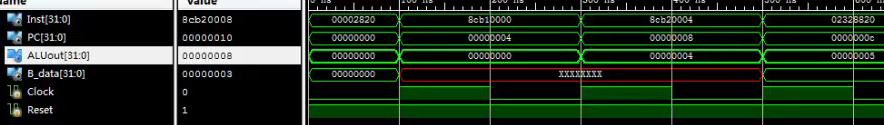 Name Value 0 ns 100 ns 200 ns 300 ns 400 ns 500 ns 600
Inst[31:0] 8cb20008 00002820 8cb10000 8cb20004 02328820
PC[31:0] 00000010 00000000 00000004 00000008 0000000c
ALUout[31:0] 00000008 00000000 00000000 00000004 00000005
B_data[31:0] 00000003 00000000 XXXXXXXX
Clock 0
Reset 1